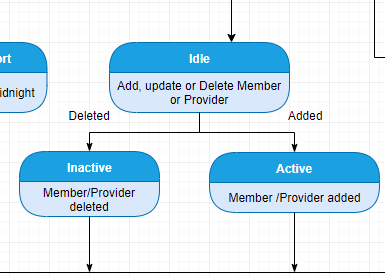 ort
idnight
Idle
Add, update or Delete Member
or Provider
Deleted
Added
Inactive
Member/Provider
deleted
Active
Member /Provider added